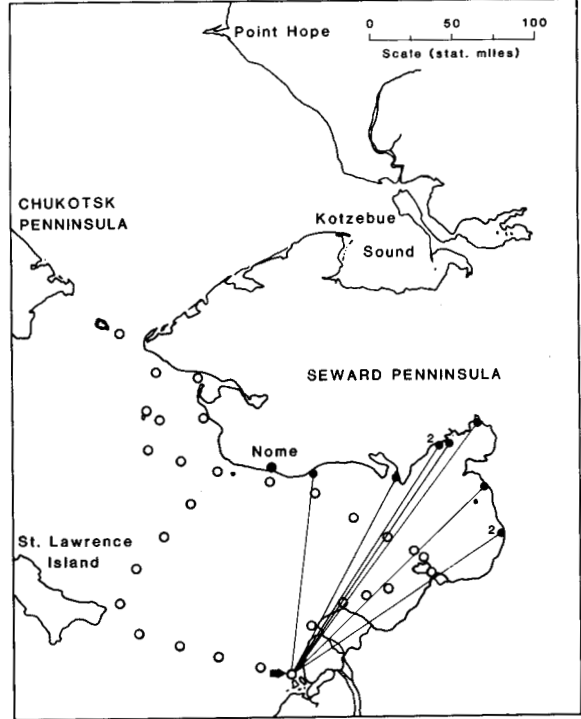 Point Hope
0 50 100
Scale (stat. miles)
CHUKOTSK
PENNINSULA
Kotzebue
Sound
SEWARD PENNINSULA
2
Nome
2
St. Lawrence
Island